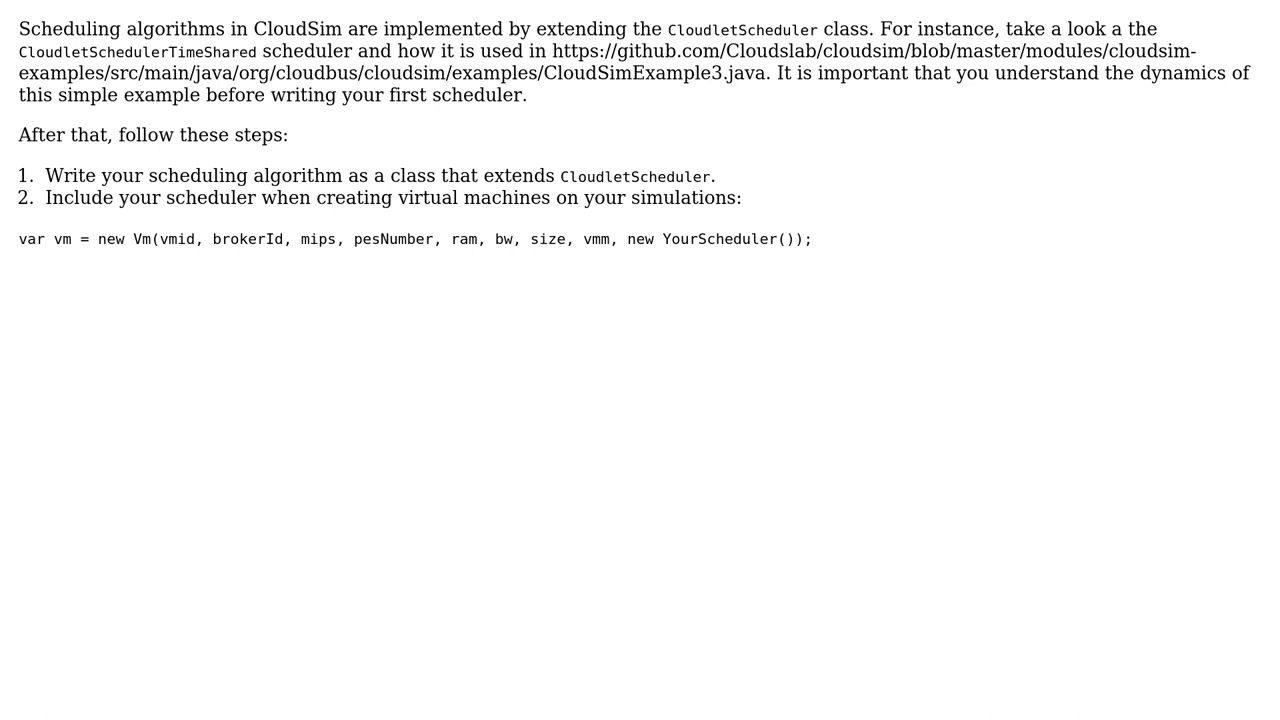 Scheduling algorithms in CloudSim are implemented by extending the CloudletScheduler class. For instance, take a look a the
CloudletSchedulerTimeShared scheduler and how it is used in https://github.com/Cloudslab/cloudsim/blob/master/modules/cloudsim-
examples/src/main/java/org/cloudbus/cloudsim/examples/CloudSimExample3.java. It is important that you understand the dynamics of
this simple example before writing your first scheduler.
After that, follow these steps:
1. Write your scheduling algorithm as a class that extends CloudletScheduler.
2. Include your scheduler when creating virtual machines on your simulations:
var vm = new Vm(vmid, brokerId, mips, pesNumber, ram, bw, size, vmm, new YourScheduler());